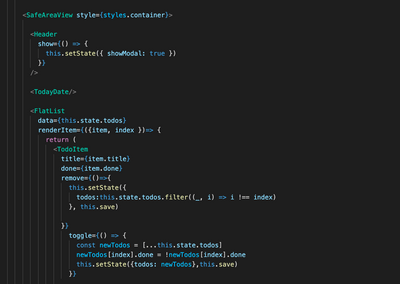 <SafeAreaView style={styles.container}>
<Header
show={() => {
this.setState({ showModal: true })
}}
/>
<TodayDate/>
<FlatList
data={this.state.todos}
renderItem={({item, index })=> {
return (
<TodoItem
title={item.title}
done={item.done}
remove={()=>{
this.setState({
todos:this.state.todos.filter((_, i) => i !== index)
}, this.save)
}}
toggle={() => {
const newTodos = [...this.state.todos]
newTodos[index].done = !newTodos[index].done
this.setState({todos: newTodos},this.save)
}}